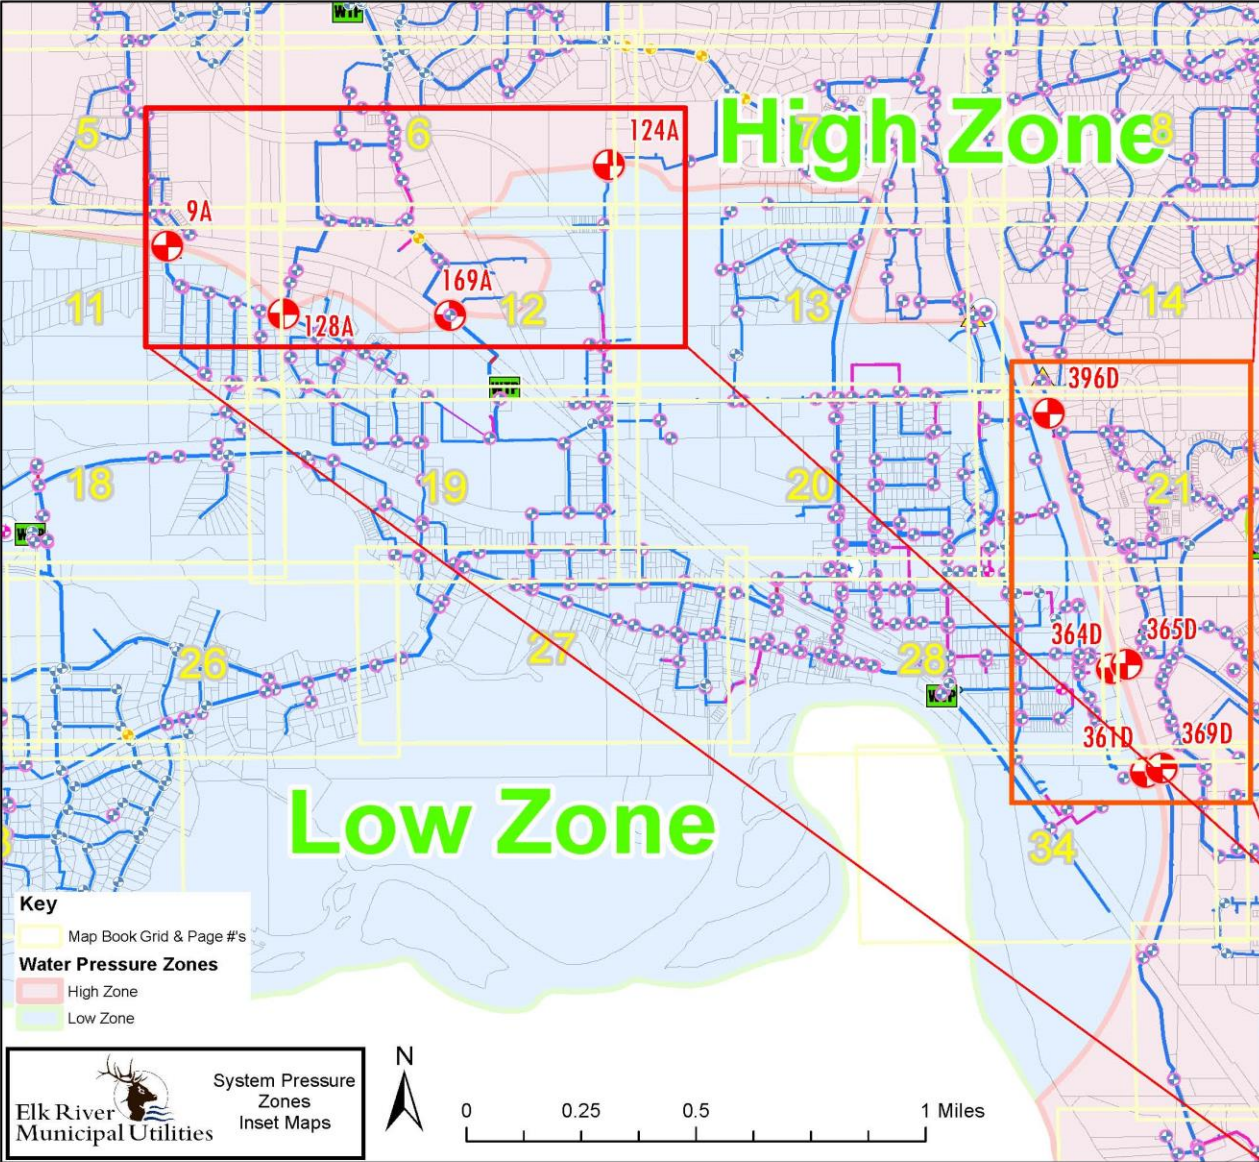 WTP
High Zone
5
6
7
8
124A
9A
169A
128A
11
12
13
14
WTP
396D
18
19
20
21
26
27
28
364D
365D
361D
369D
34
Low Zone
Key
Map Book Grid & Page #'s
Water Pressure Zones
High Zone
Low Zone
Elk River
Municipal Utilities
System Pressure
Zones
Inset Maps
N
0
0.25
0.5
1 Miles